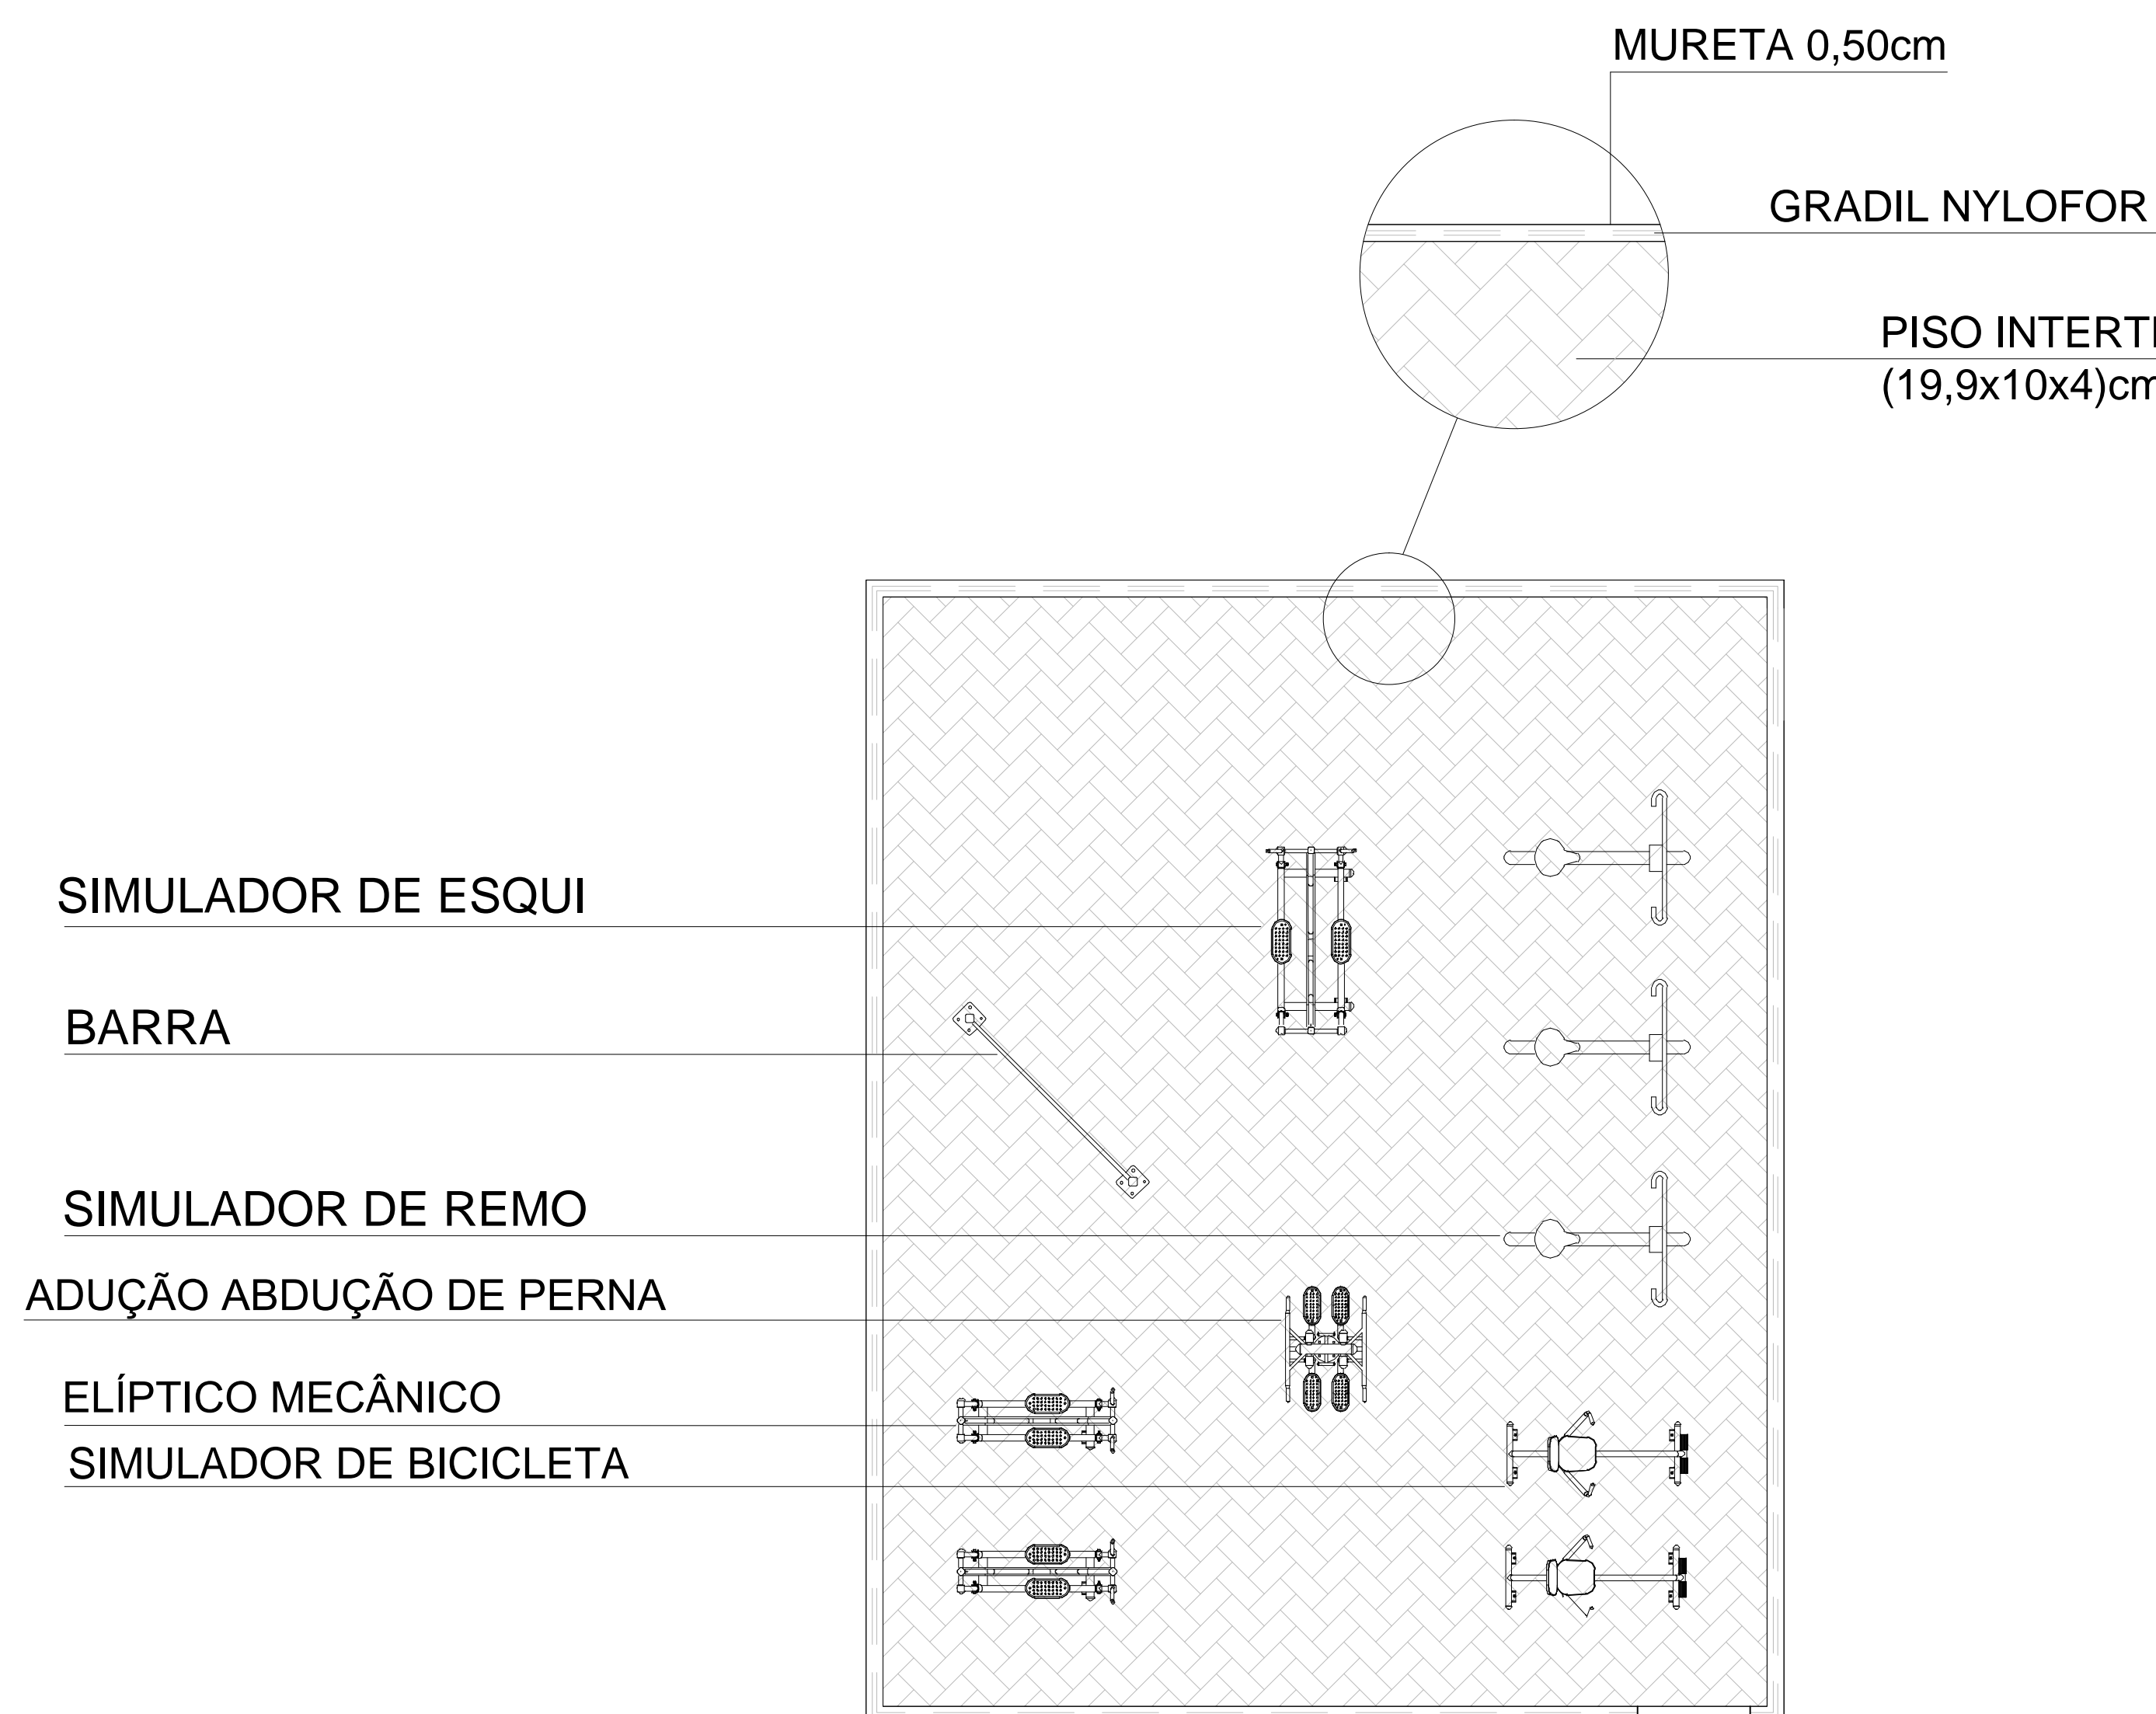 MURETA 0,50cm
GRADIL NYLOFOR
PISO
(19,9x10x4)cm
SIMULADOR DE ESQUI
BARRA
SIMULADOR DE REMO
ADUÇÃO ABDUÇÃO DE PERNA
ELÍPTICO MECÂNICO
SIMULADOR DE BICICLETA